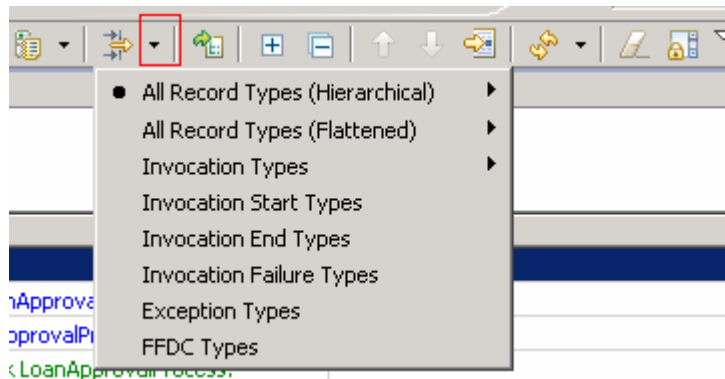 All Record Types (Hierarchical)
All Record Types (Flattened)
Invocation Types
Invocation Start Types
Invocation End Types
Invocation Failure Types
Exception Types
FFDC Types